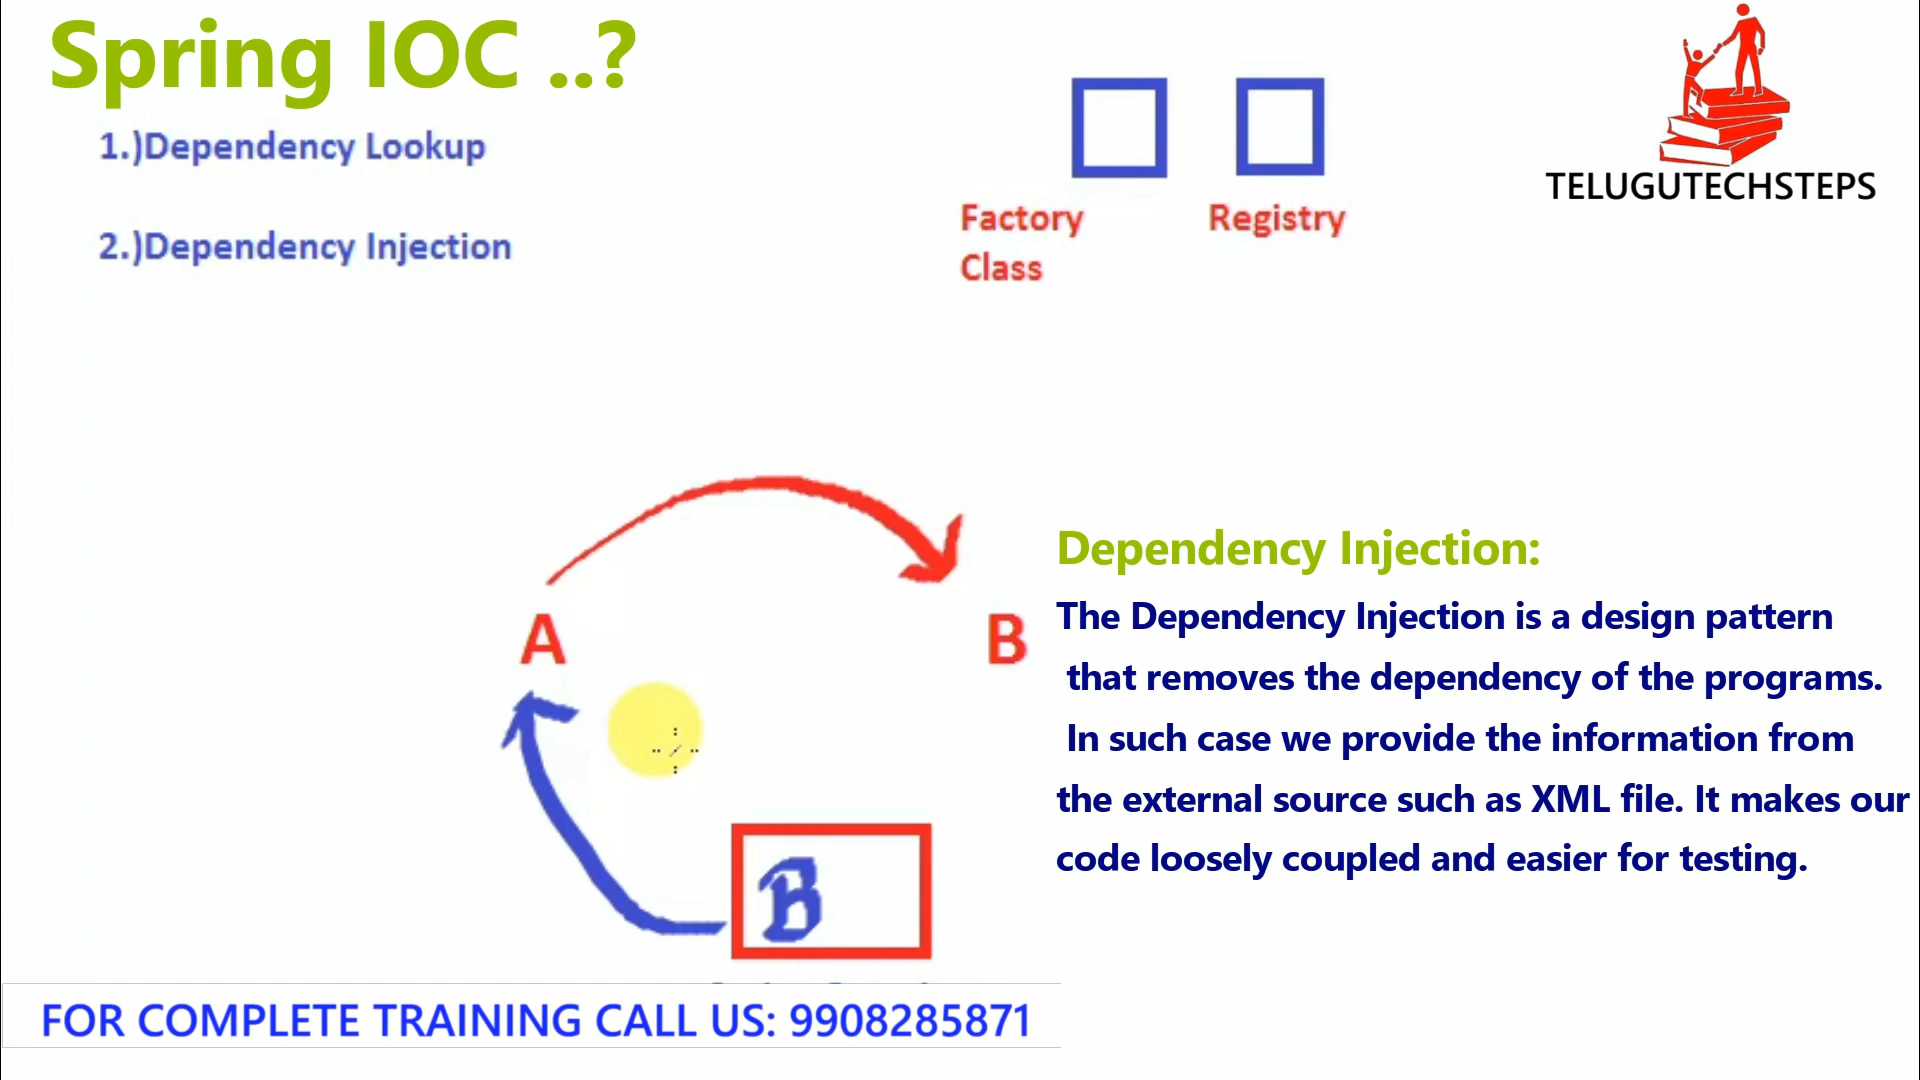 Spring IOC ..?
1.)Dependency Lookup
2.)Dependency Injection
Factory
Class
Registry
TELUGUTECHSTEPS
A
B
B
Dependency Injection:
The Dependency Injection is a design pattern
that removes the dependency of the programs.
In such case we provide the information from
the external source such as XML file. It makes our
code loosely coupled and easier for testing.
FOR COMPLETE TRAINING CALL US: 9908285871